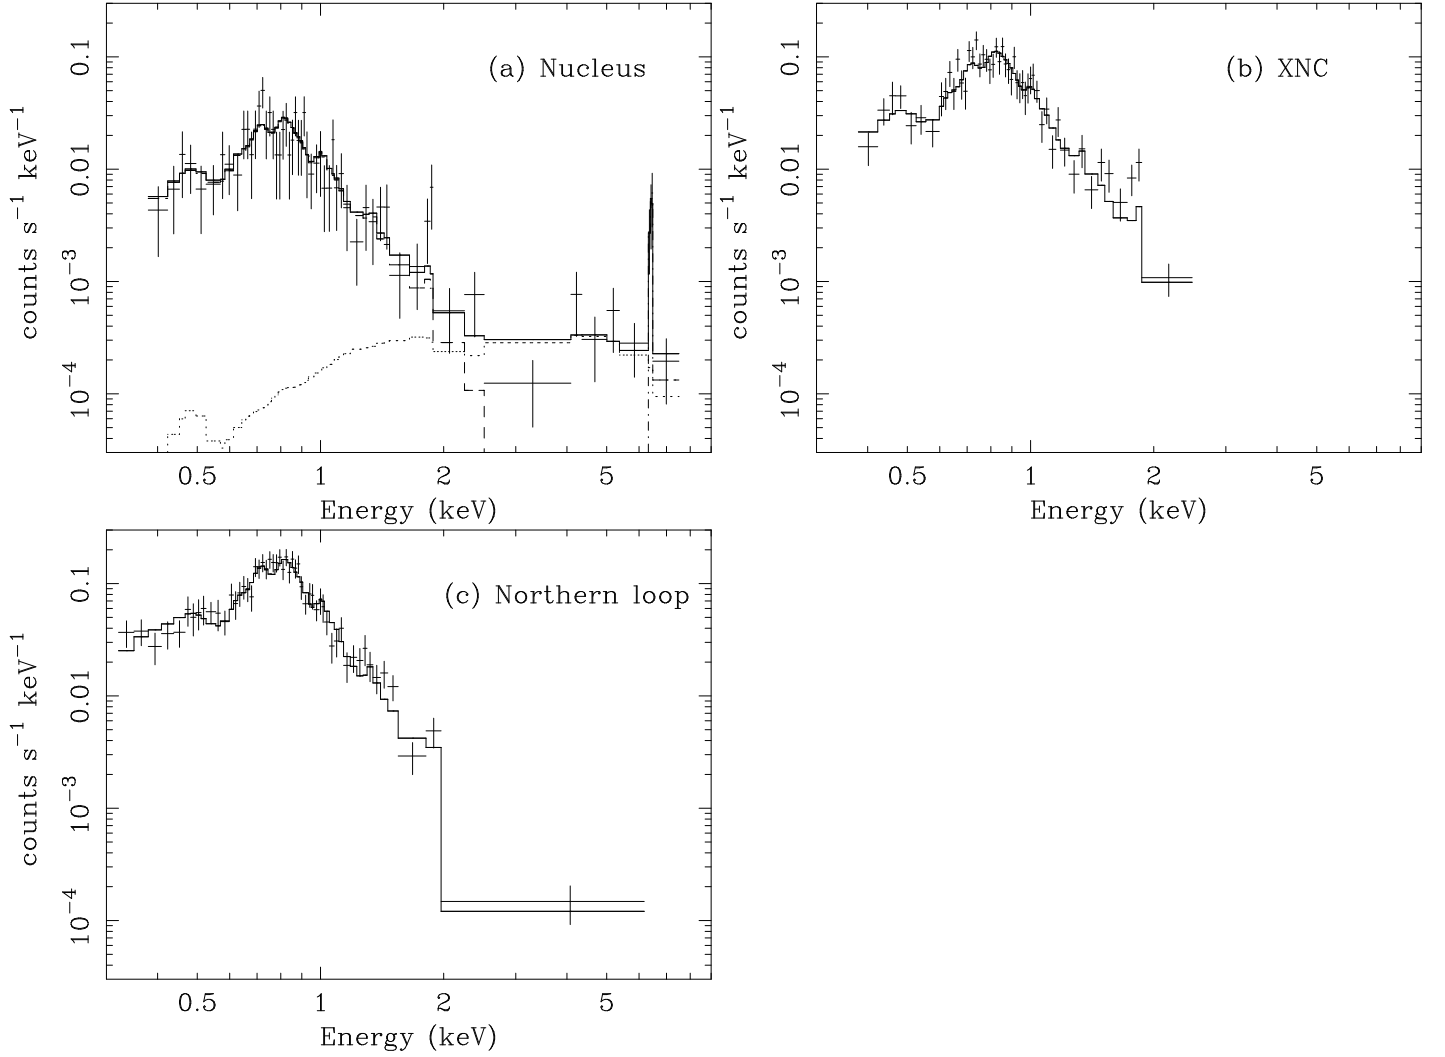 (a) Nucleus
counts s⁻¹ keV⁻¹
0.1
0.01
10⁻³
10⁻⁴
0.5 1 2 5
Energy (keV)
(b) XNC
counts s⁻¹ keV⁻¹
0.1
0.01
10⁻³
10⁻⁴
0.5 1 2 5
Energy (keV)
(c) Northern loop
counts s⁻¹ keV⁻¹
0.1
0.01
10⁻³
10⁻⁴
0.5 1 2 5
Energy (keV)